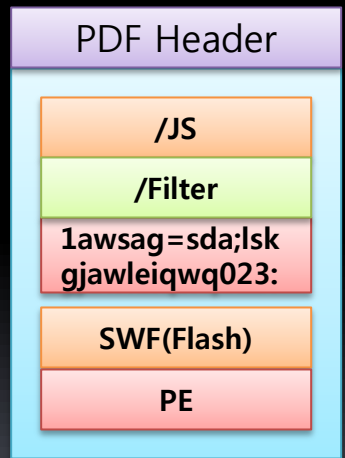 PDF Header
/JS
/Filter
1awsag=sda;lsk
gjawleiqwq023:
SWF(Flash)
PE